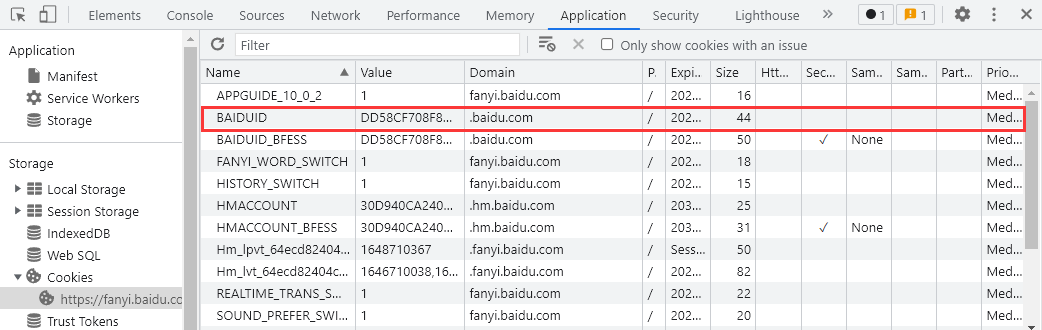 Elements Console Sources Network Performance Memory Application Security Lighthouse » 1 1
Application
Manifest
Service Workers
Storage
Storage
Local Storage
Session Storage
IndexedDB
Web SQL
Cookies
https://fanyi.baidu.co
Trust Tokens
Filter Only show cookies with an issue
Name Value Domain P. Expi... Size Htt... Sec... Sam.. Sam.. Part... Prio...
APPGUIDE_10_0_2 1 fanyi.baidu.com / 202... 16 Med...
BAIDUID DD58CF708F8... .baidu.com / 202... 44 Med...
BAIDUID_BFESS DD58CF708F8... .baidu.com / 202... 50 ✓ None Med...
FANYI_WORD_SWITCH 1 fanyi.baidu.com / 202... 18 Med...
HISTORY_SWITCH 1 fanyi.baidu.com / 202... 15 Med...
HMACCOUNT 30D940CA240... .hm.baidu.com / 203... 25 Med...
HMACCOUNT_BFESS 30D940CA240... .hm.baidu.com / 203... 31 ✓ None Med...
Hm_lpvt_64ecd82404... 1648710367 .fanyi.baidu.com / Sess... 50 Med...
Hm_lvt_64ecd82404c... 1646710038,16... .fanyi.baidu.com / 202... 82 Med...
REALTIME_TRANS_S... 1 fanyi.baidu.com / 202... 22 Med...
SOUND_PREFER_SWI... 1 fanyi.baidu.com / 202... 20 Med...